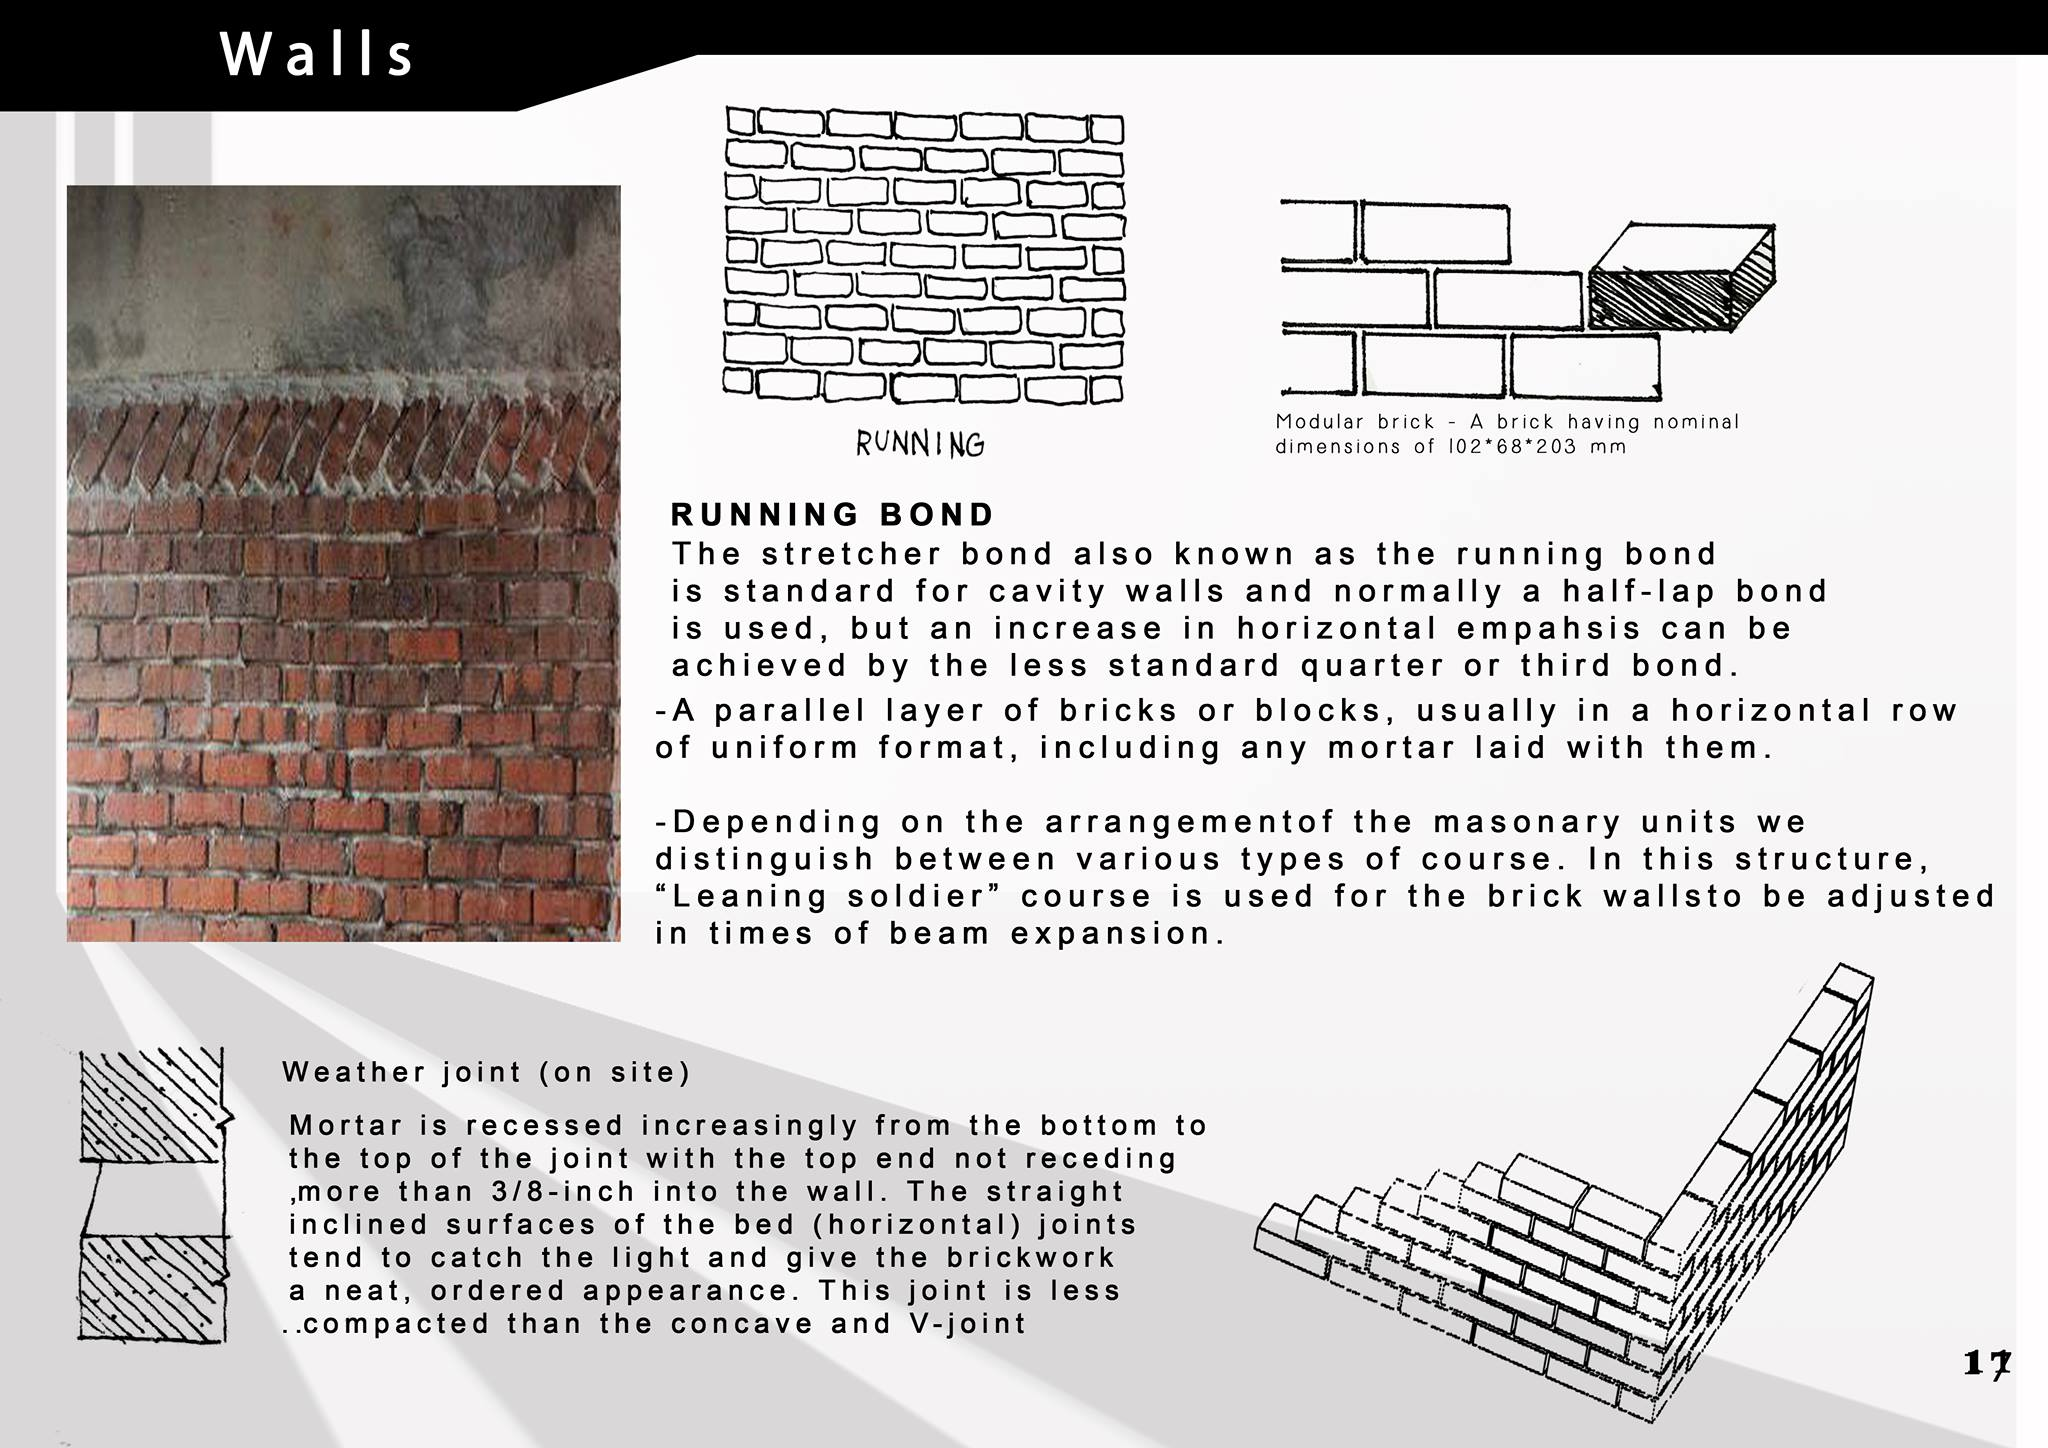 Walls
RUNNING
Modular brick - A brick having nominal
dimensions of 102*68*203 mm
RUNNING BOND
The stretcher bond also known as the running bond
is standard for cavity walls and normally a half-lap bond
is used, but an increase in horizontal empahsis can be
achieved by the less standard quarter or third bond.
-A parallel layer of bricks or blocks, usually in a horizontal row
of uniform format, including any mortar laid with them.
-Depending on the arrangementof the masonary units we
distinguish between various types of course. In this structure,
“Leaning soldier” course is used for the brick wallsto be adjusted
in times of beam expansion.
Weather joint (on site)
Mortar is recessed increasingly from the bottom to
the top of the joint with the top end not receding
,more than 3/8-inch into the wall. The straight
inclined surfaces of the bed (horizontal) joints
tend to catch the light and give the brickwork
a neat, ordered appearance. This joint is less
..compacted than the concave and V-joint
17